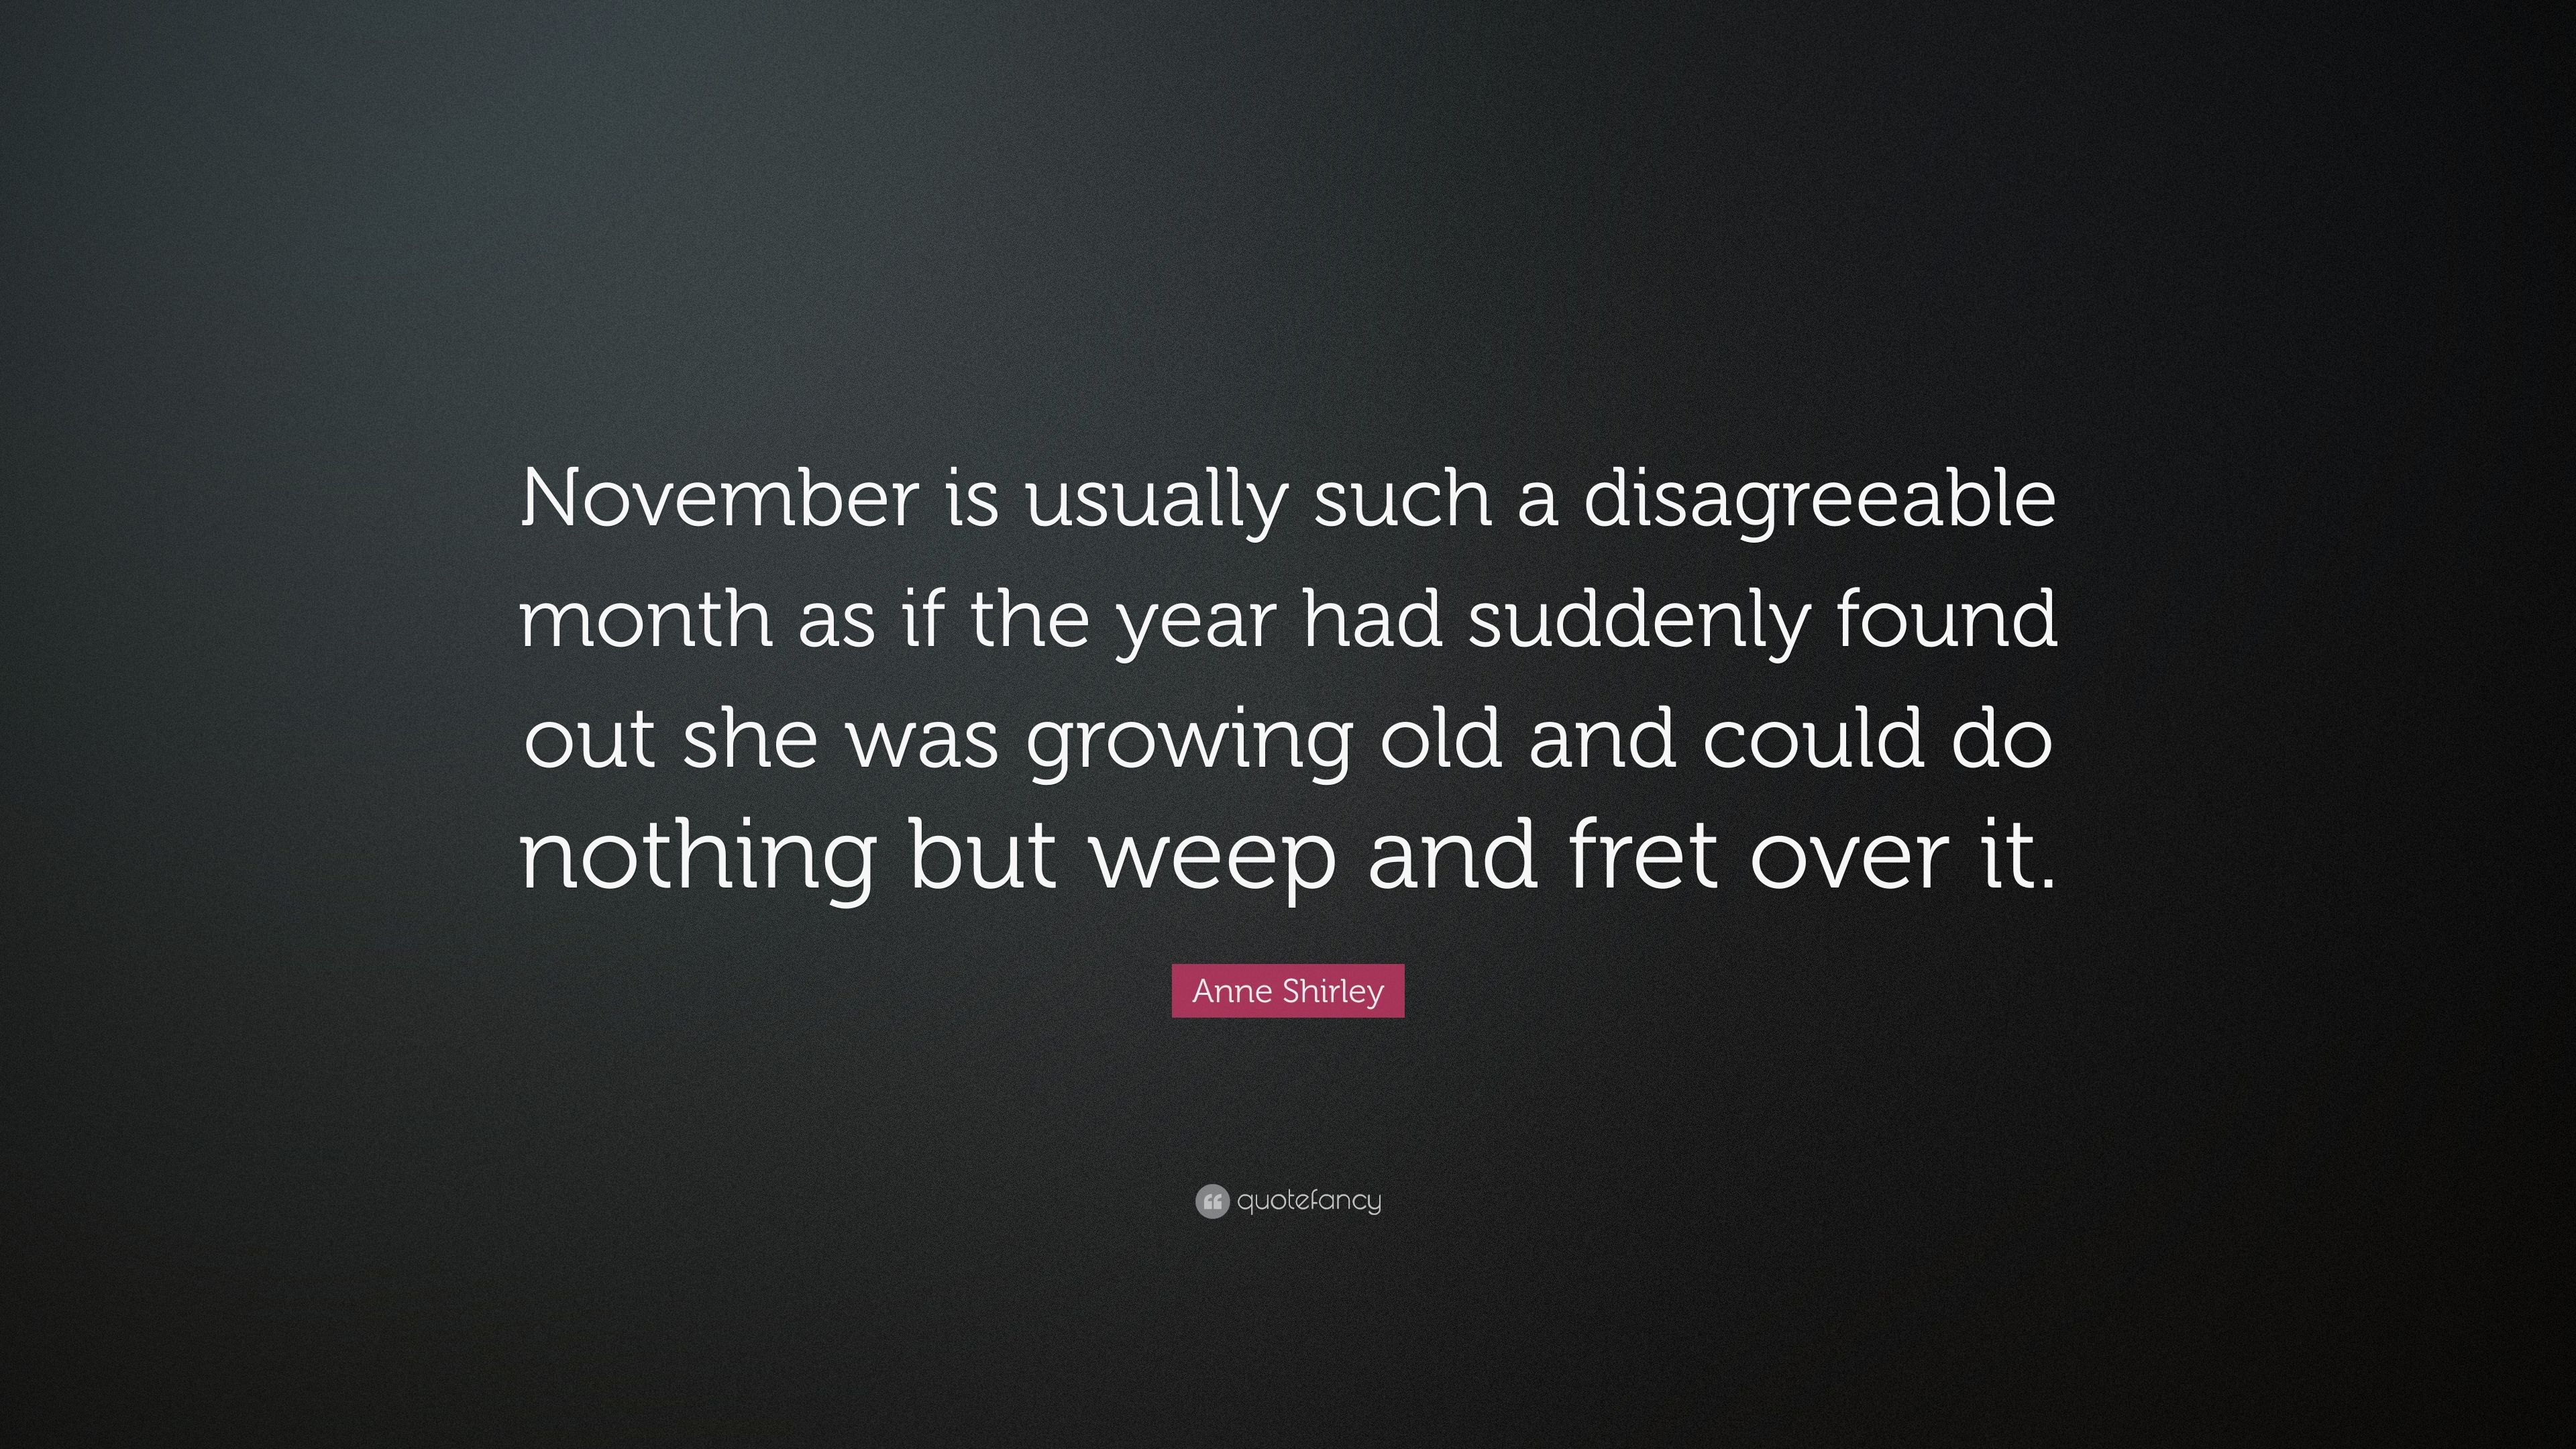 November is usually such a disagreeable
month as if the year had suddenly found
out she was growing old and could do
nothing but weep and fret over it.
Anne Shirley
quotefancy